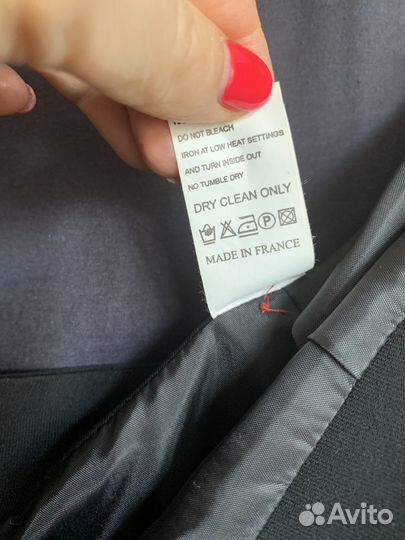 DO NOT BLEACH
IRON AT LOW HEAT SETTINGS
AND TURN INSIDE OUT
NO TUMBLE DRY
DRY CLEAN ONLY
MADE IN FRANCE
Avito